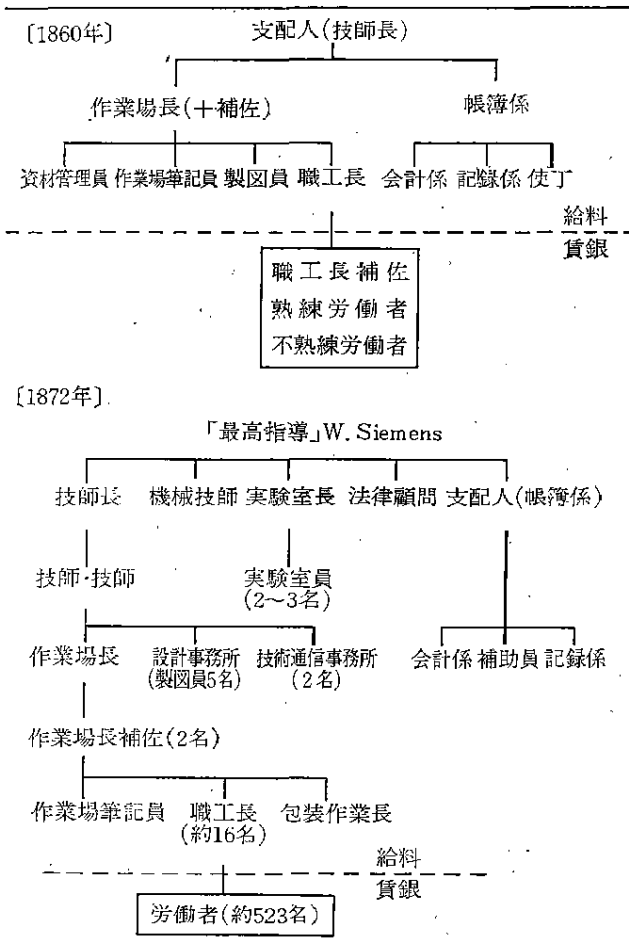 〔1860年〕 支配人(技師長)
作業場長(+補佐) 帳簿係
資材管理員 作業場筆記員 製図員 職工長 会計係 記録係 使丁
給料
賃銀
職工長補佐
熟練労働者
不熟練労働者
〔1872年〕
「最高指導」W. Siemens
技師長 機械技師 実験室長 法律顧問 支配人(帳簿係)
技師・技師 実験室員
(2〜3名)
作業場長 設計事務所 技術通信事務所 会計係 補助員 記録係
(製図員5名) (2名)
作業場長補佐(2名)
作業場筆記員 職工長 包装作業長
(約16名)
給料
賃銀
労働者(約523名)